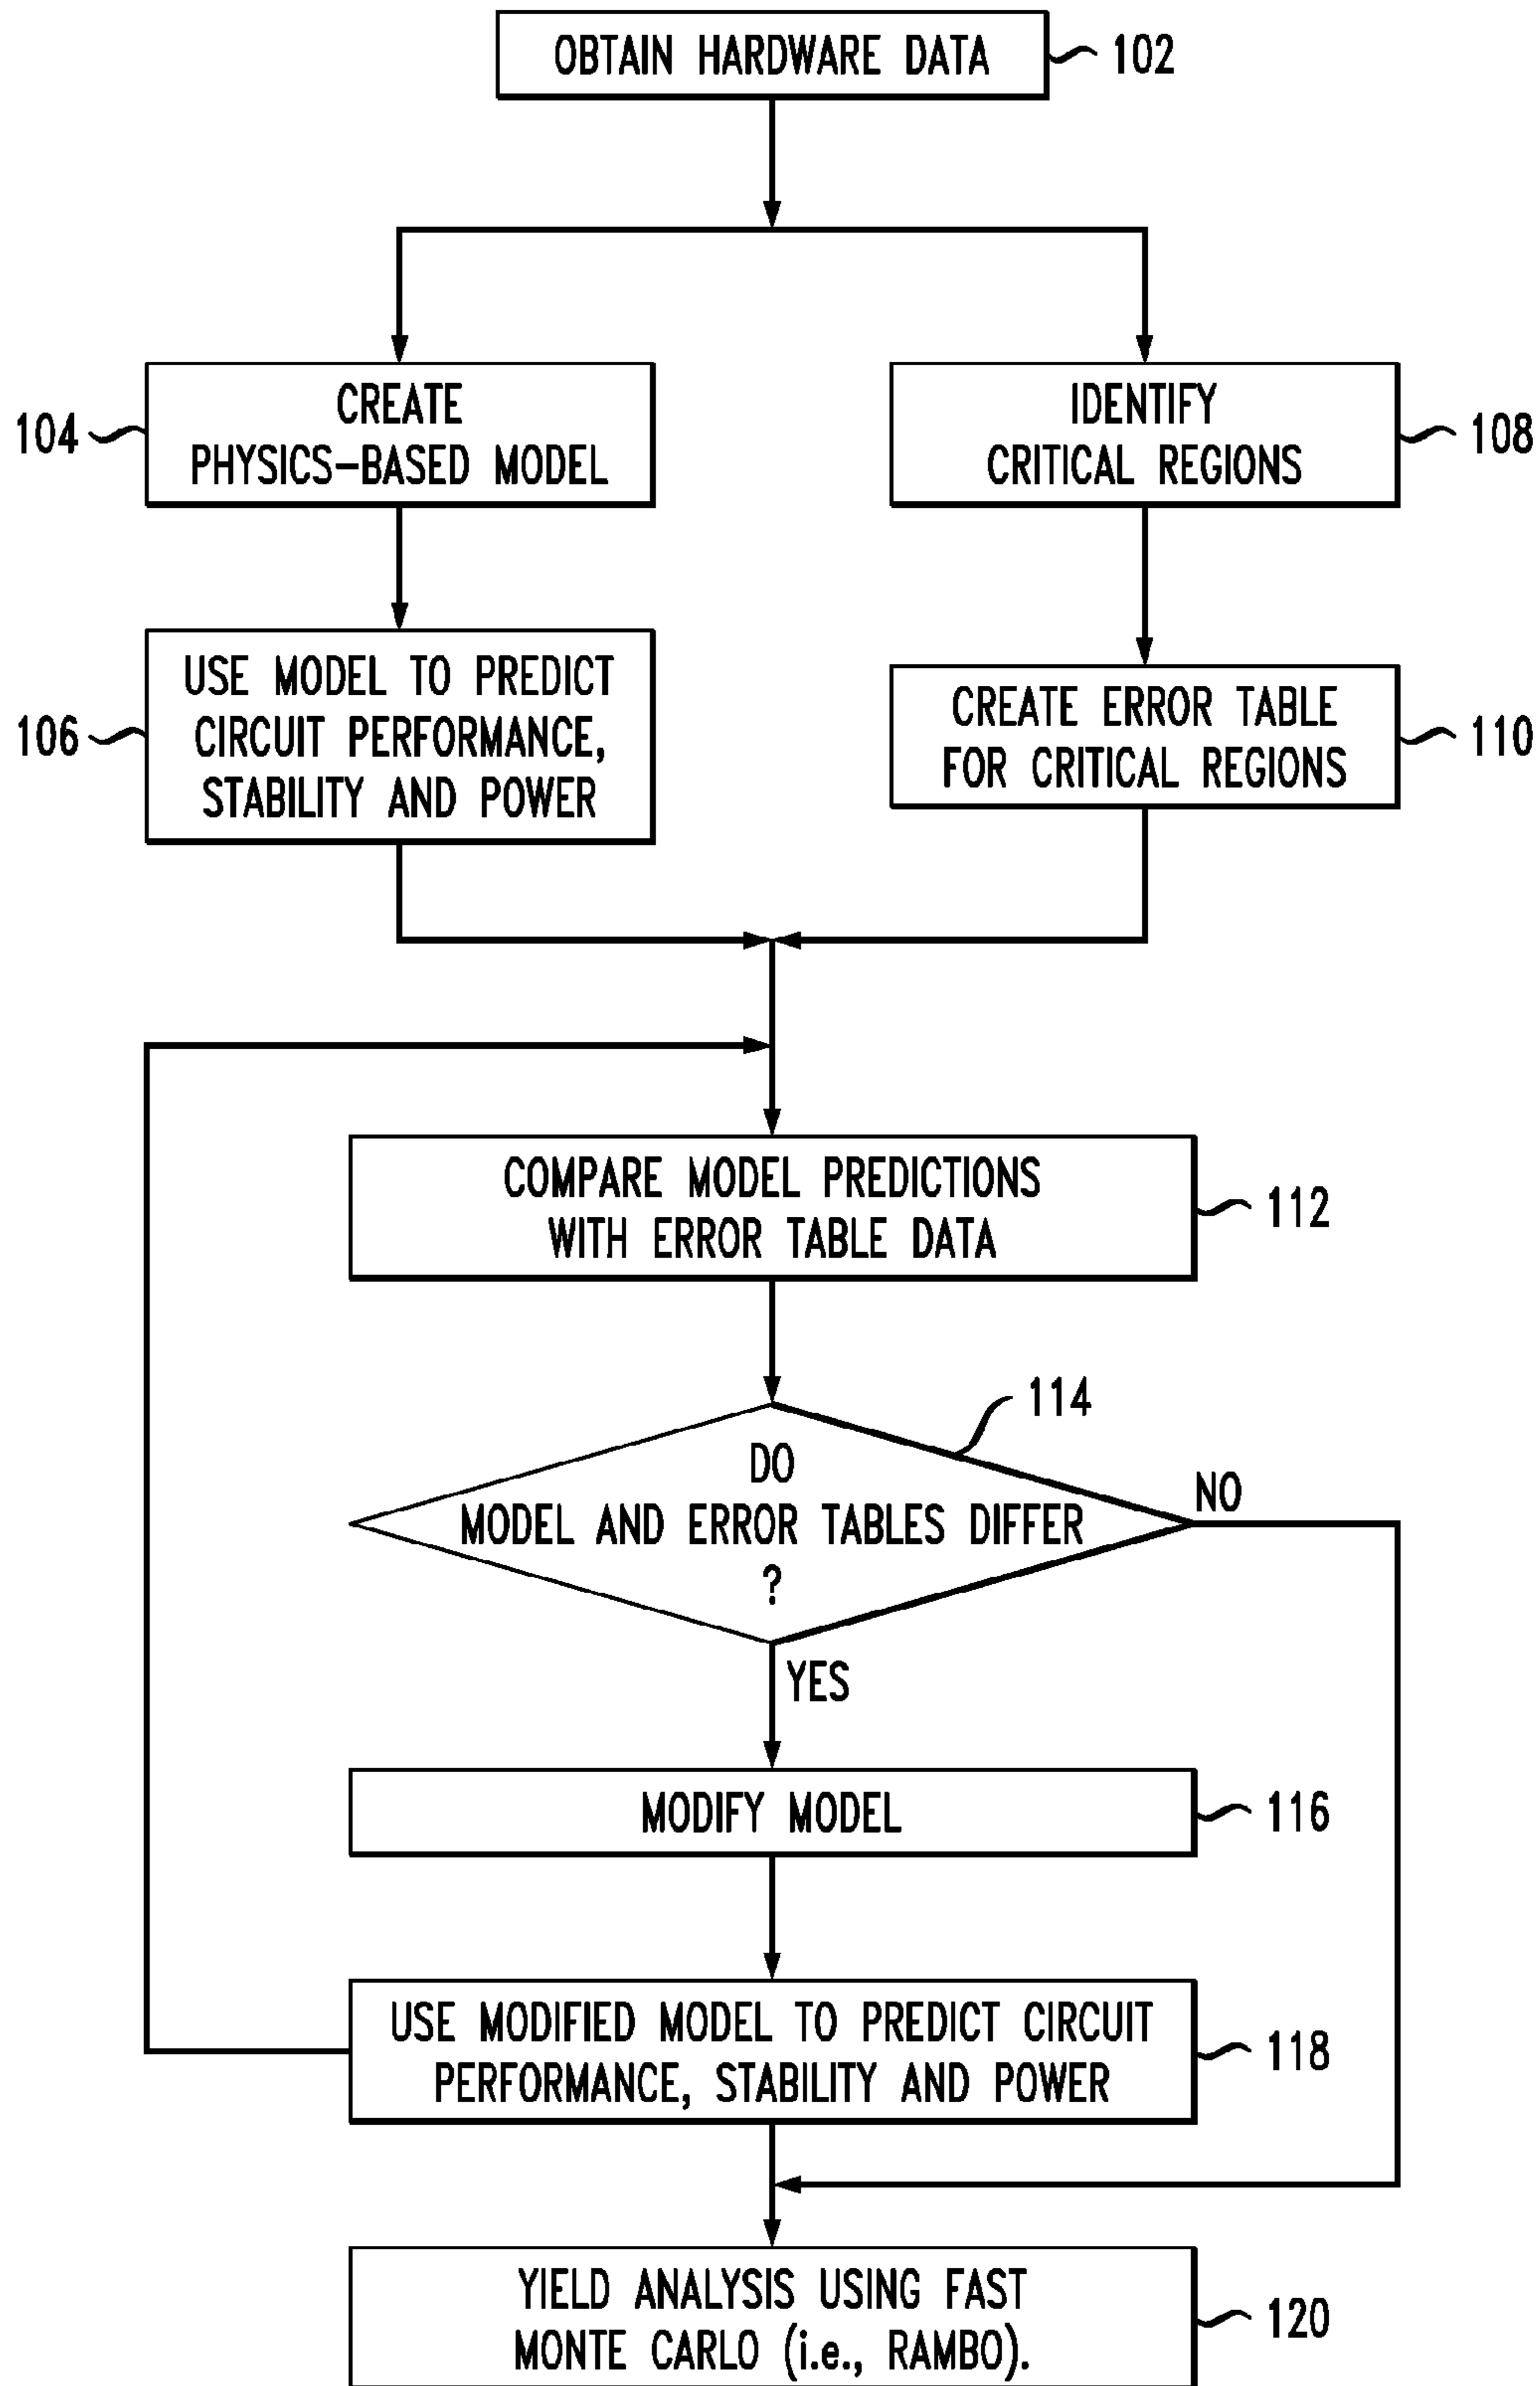 OBTAIN HARDWARE DATA
102
CREATE
PHYSICS-BASED MODEL
104
IDENTIFY
CRITICAL REGIONS
108
USE MODEL TO PREDICT
CIRCUIT PERFORMANCE,
STABILITY AND POWER
106
CREATE ERROR TABLE
FOR CRITICAL REGIONS
110
COMPARE MODEL PREDICTIONS
WITH ERROR TABLE DATA
112
114
DO
MODEL AND ERROR TABLES DIFFER
?
NO
YES
MODIFY MODEL
116
USE MODIFIED MODEL TO PREDICT CIRCUIT
PERFORMANCE, STABILITY AND POWER
118
YIELD ANALYSIS USING FAST
MONTE CARLO (i.e., RAMBO).
120